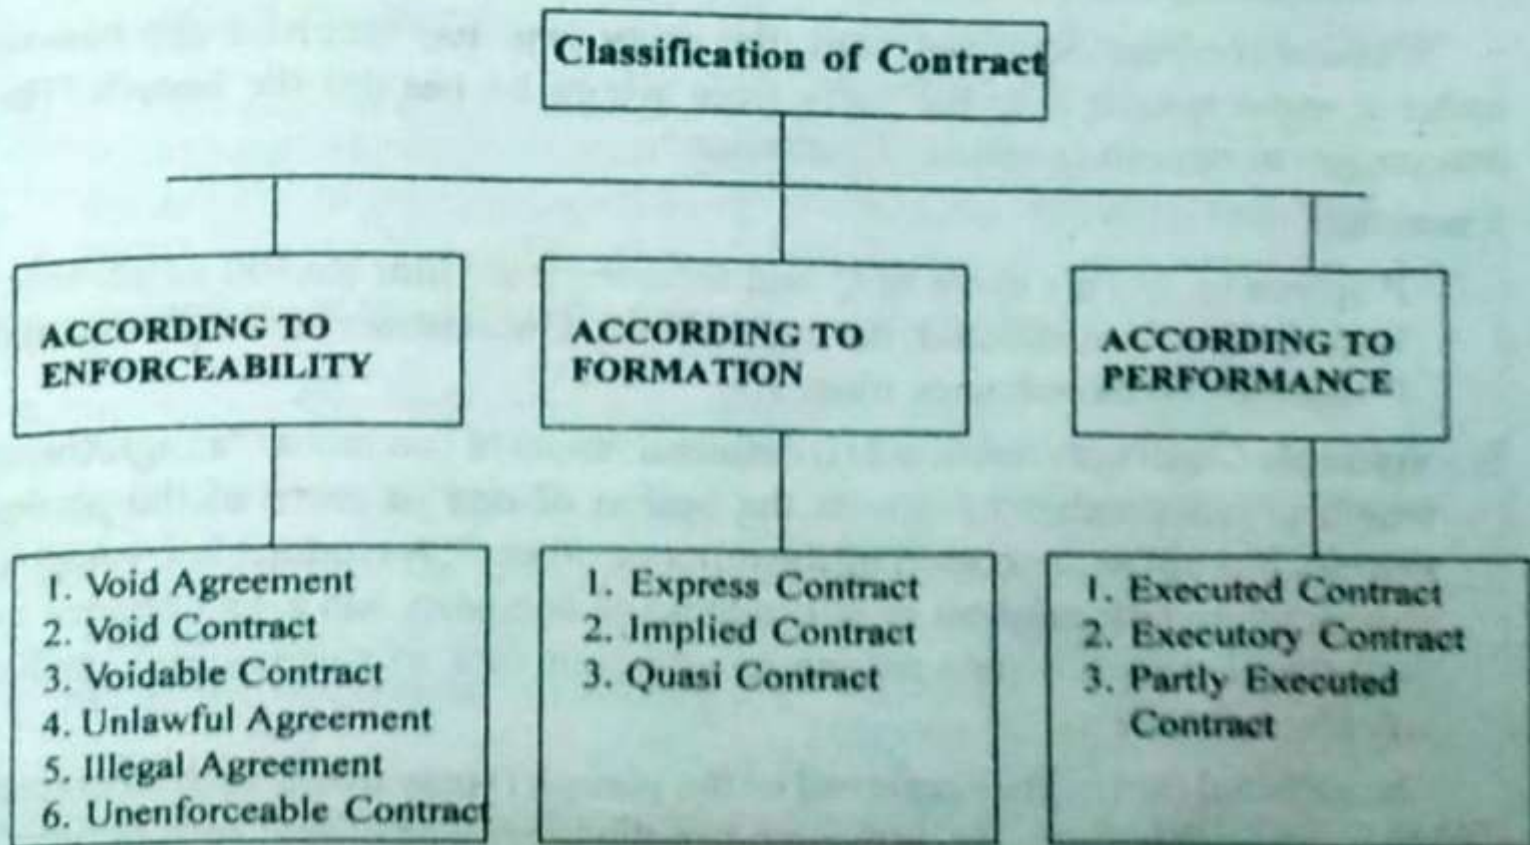 Classification of Contract
ACCORDING TO
ENFORCEABILITY
ACCORDING TO
FORMATION
ACCORDING TO
PERFORMANCE
1. Void Agreement
2. Void Contract
3. Voidable Contract
4. Unlawful Agreement
5. Illegal Agreement
6. Unenforceable Contract
1. Express Contract
2. Implied Contract
3. Quasi Contract
1. Executed Contract
2. Executory Contract
3. Partly Executed
Contract